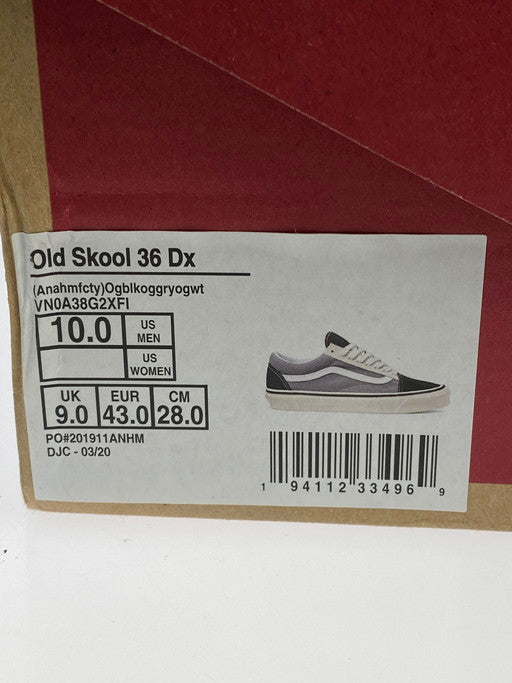 Old Skool 36 Dx
(Anahmfcty)Ogblkoggryogwt
VN0A38G2XFI
10.0 US MEN
US WOMEN
UK EUR CM
9.0 43.0 28.0
PO#201911ANHM
DJC - 03/20
1 94112 33496 9